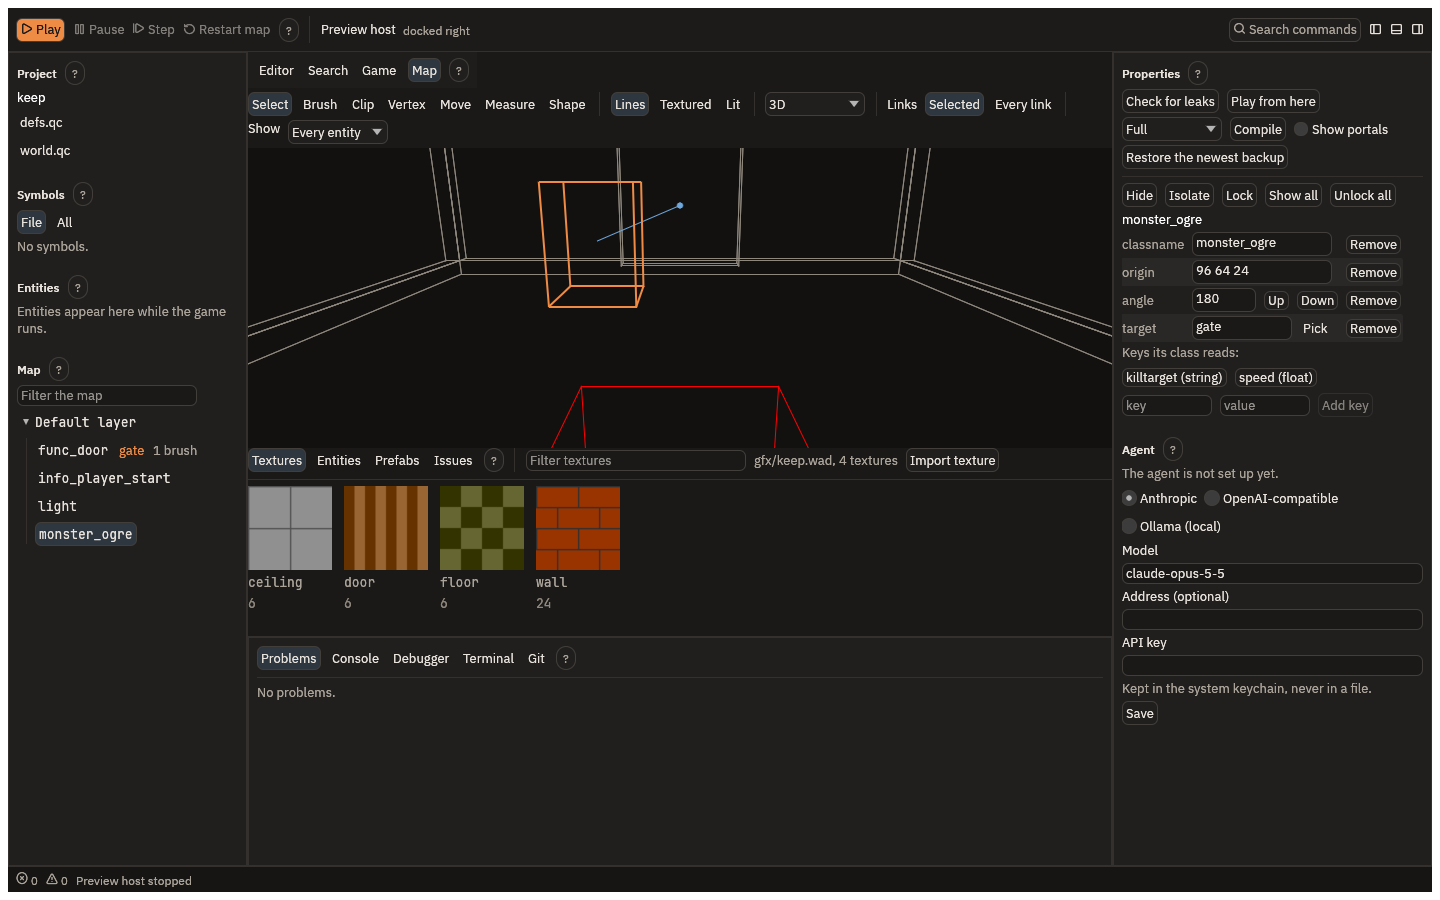 Play Pause Step Restart map ? Preview host docked right Search commands
Project ?
keep
defs.qc
world.qc
Symbols ?
File All
No symbols.
Entities ?
Entities appear here while the game
runs.
Map ?
Filter the map
Default layer
func_door gate 1 brush
info_player_start
light
monster_ogre
Editor Search Game Map ?
Select Brush Clip Vertex Move Measure Shape Lines Textured Lit 3D Links Selected Every link
Show Every entity
Textures Entities Prefabs Issues ? Filter textures gfx/keep.wad, 4 textures Import texture
ceiling door floor wall
6 6 6 24
Problems Console Debugger Terminal Git ?
No problems.
Properties ?
Check for leaks Play from here
Full Compile Show portals
Restore the newest backup
Hide Isolate Lock Show all Unlock all
monster_ogre
classname monster_ogre Remove
origin 96 64 24 Remove
angle 180 Up Down Remove
target gate Pick Remove
Keys its class reads:
killtarget (string) speed (float)
key value Add key
Agent ?
The agent is not set up yet.
Anthropic OpenAI-compatible
Ollama (local)
Model
claude-opus-5-5
Address (optional)
API key
Kept in the system keychain, never in a file.
Save
0 0 Preview host stopped